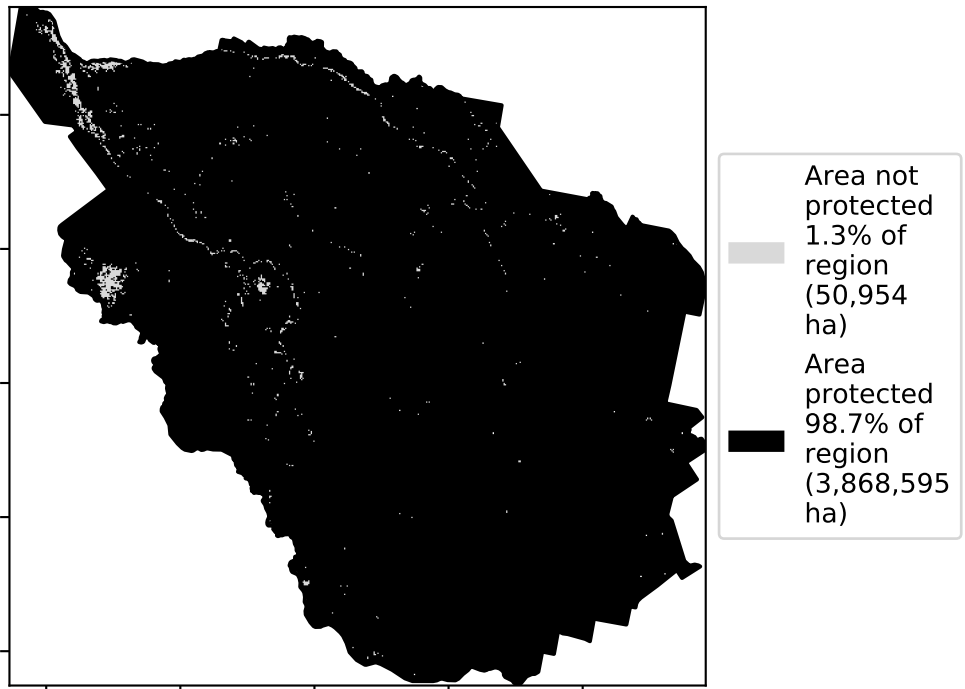 Area not
protected
1.3% of
region
(50,954
ha)
Area
protected
98.7% of
region
(3,868,595
ha)